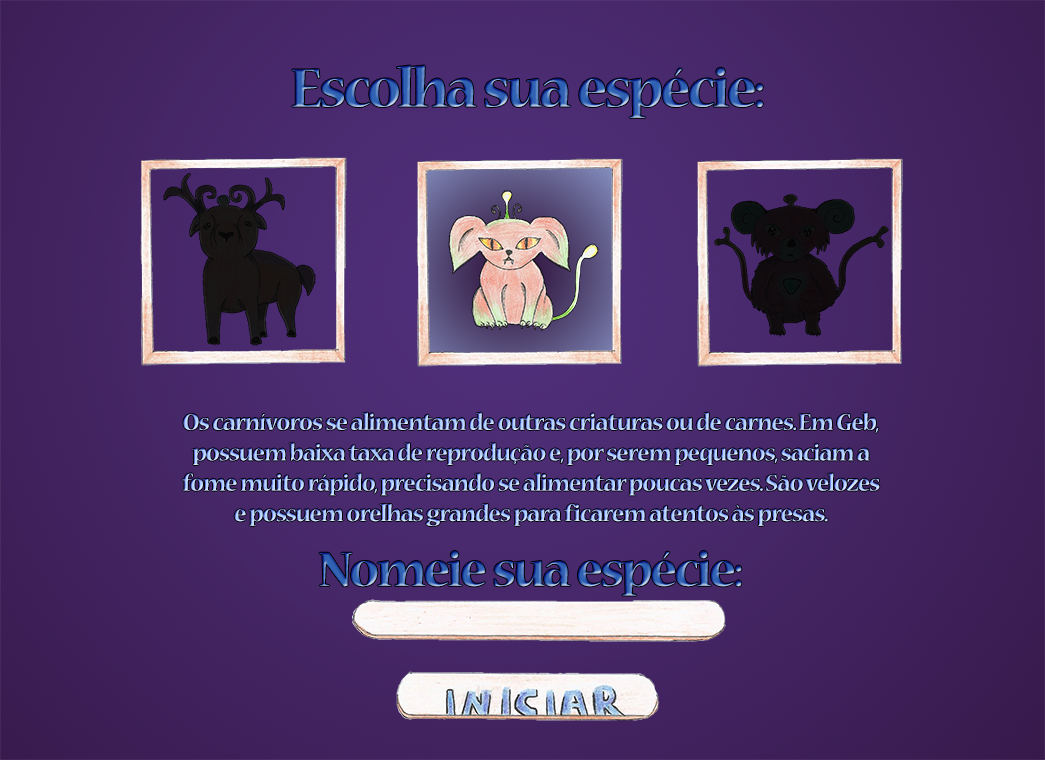 Escolha sua espécie:
Os carnívoros se alimentam de outras criaturas ou de carnes. Em Geb,
possuem baixa taxa de reprodução e, por serem pequenos, saciam a
fome muito rápido, precisando se alimentar poucas vezes. São velozes
e possuem orelhas grandes para ficarem atentos às presas.
Nomeie sua espécie:
INICIAR